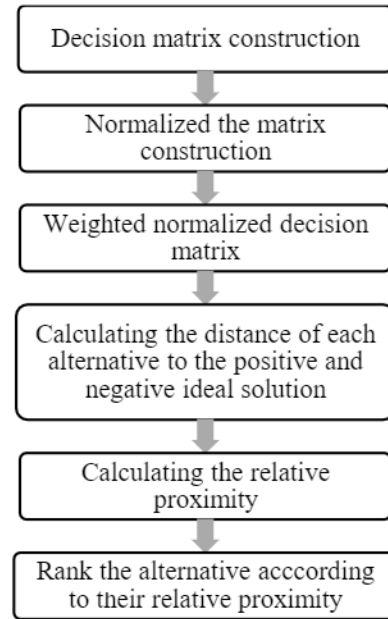 Decision matrix construction
Normalized the matrix
construction
Weighted normalized decision
matrix
Calculating the distance of each
alternative to the positive and
negative ideal solution
Calculating the relative
proximity
Rank the alternative acccording
to their relative proximity